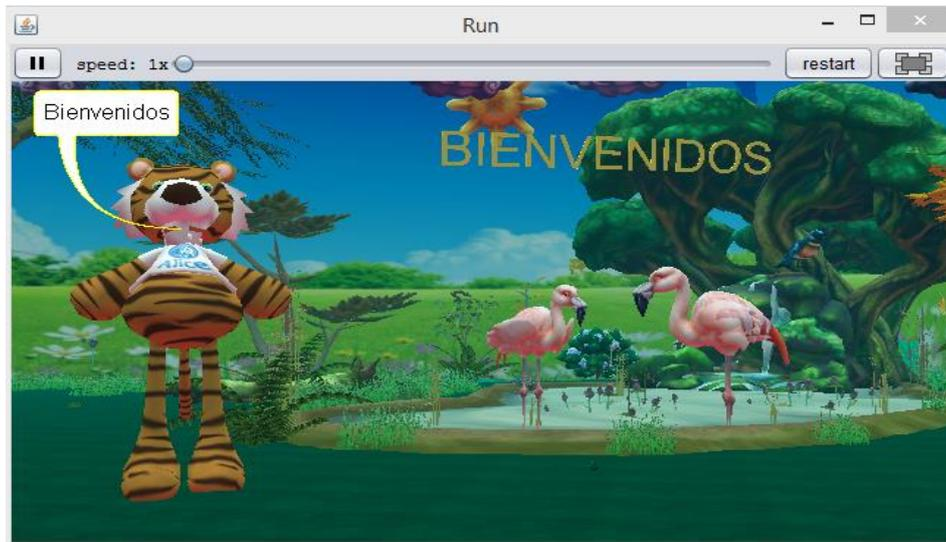 Run
speed: 1x
restart
Bienvenidos
BIENVENIDOS
Alice